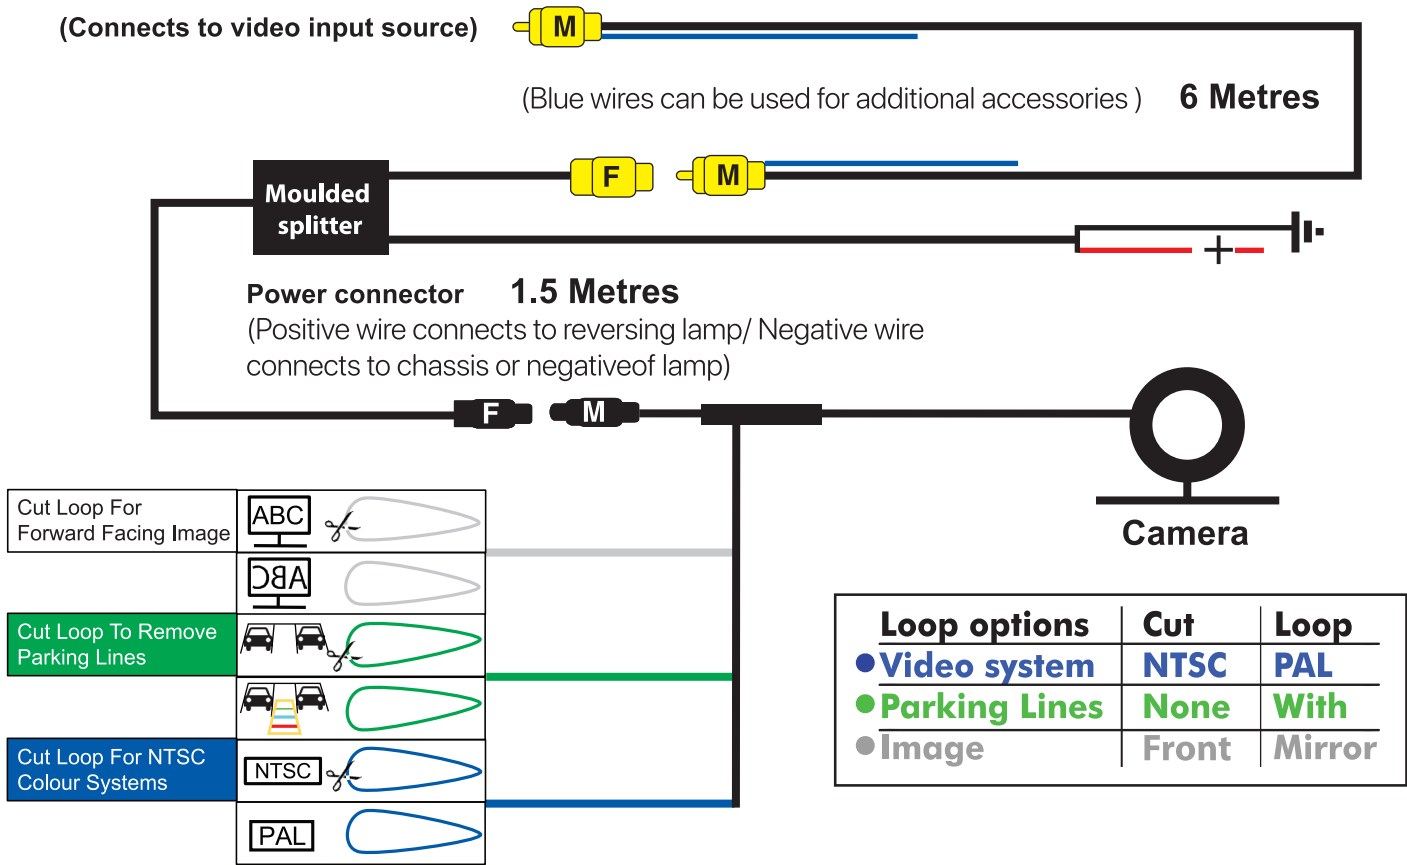 (Connects to video input source)
M
(Blue wires can be used for additional accessories )
6 Metres
Moulded
splitter
F
M
Power connector 1.5 Metres
(Positive wire connects to reversing lamp/ Negative wire
connects to chassis or negativeof lamp)
F
M
Camera
Cut Loop For
Forward Facing Image
ABC
ABC
Cut Loop To Remove
Parking Lines
Cut Loop For NTSC
Colour Systems
NTSC
PAL
Loop options Cut Loop
Video system NTSC PAL
Parking Lines None With
Image Front Mirror